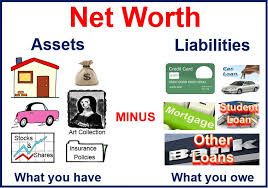 Net Worth
Assets
Liabilities
Credit Card
Car
Loan
Art Collection
MINUS
Mortgage
Student
Loan
Stocks
&
Shares
Insurance
Policies
Other
Loans
BANK
What you have
What you owe